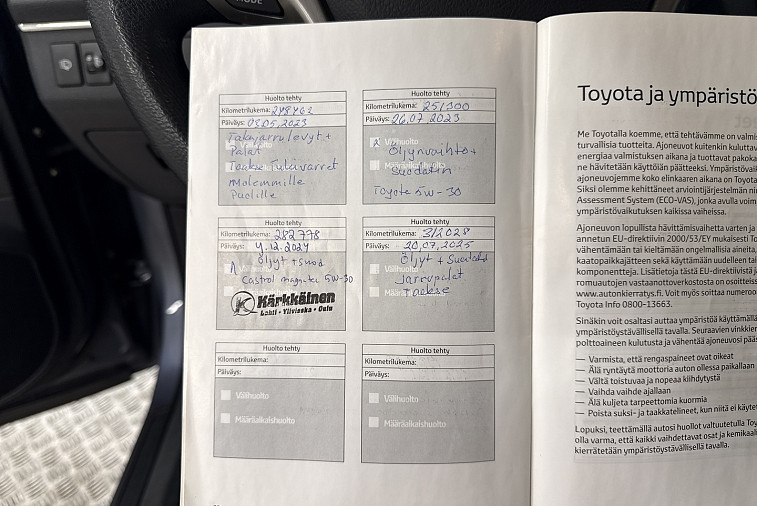 MODE
Huolto tehty
Kilometrilukema: 248462
Päiväys: 03.05.2023
Takajarrulevyt +
Palat
Taakse Tukivarret
Molemmille
Puolille
Huolto tehty
Kilometrilukema: 251300
Päiväys: 26.07.2023
Öljynvaihto +
Suodatin
Toyota 5W-30
Huolto tehty
Kilometrilukema: 282778
Päiväys: 4.12.2024
Öljyt + Suod
Castrol magnatec 5W-30
Kärkkäinen
Lahti • Ylivieska • Oulu
Huolto tehty
Kilometrilukema: 312028
Päiväys: 20.07.2025
Öljyt + Suodatin
Jarrupalat
Taakse
Huolto tehty
Kilometrilukema:
Päiväys:
Välihuolto
Määräaikaishuolto
Huolto tehty
Kilometrilukema:
Päiväys:
Välihuolto
Määräaikaishuolto
Toyota ja ympäristö
Me Toyotalla koemme, että tehtävämme on valmis
turvallisia tuotteita. Ajoneuvot kuitenkin kuluttav
energiaa valmistuksen aikana ja tuottavat pakoka
ne hävitetään käyttöiän päätteeksi. Ympäristövaik
ajoneuvojemme koko elinkaaren aikana on Toyota
Siksi olemme kehittäneet arviointijärjestelmän nim
Assessment System (ECO-VAS), jonka avulla voim
ympäristövaikutuksen kaikissa vaiheissa.
Ajoneuvon lopullista hävittämisvaihetta varten ja
annetun EU-direktiivin 2000/53/EY mukaisesti To
vähentämään tai kieltämään ongelmallisia aineita,
kaatopaikkajätteen sekä käyttämään uudelleen tai
komponentteja. Lisätietoja tästä EU-direktiivistä ja
romuautojen vastaanottoverkostosta on osoittees
www.autonkierratys.fi. Voit myös soittaa numeroo
Toyota Info 0800-13663.
Sinäkin voit osaltasi auttaa ympäristöä käyttämällä
ympäristöystävällisellä tavalla. Seuraavien vinkkien
polttoaineen kulutusta ja vähentää ajoneuvosi pääs
— Varmista, että rengaspaineet ovat oikeat
— Älä ryntäytä moottoria auton ollessa paikallaan
— Vältä toistuvaa ja nopeaa kiihdytystä
— Vaihda vaihde ajallaan
— Älä kuljeta tarpeettomia kuormia
— Poista suksi- ja taakkatelineet, kun niitä ei käyte
Lopuksi, teettämällä autosi huollot valtuutetulla Toy
olla varma, että kaikki vaihdettavat osat ja kemikaali
kierrätetään ympäristöystävällisellä tavalla.